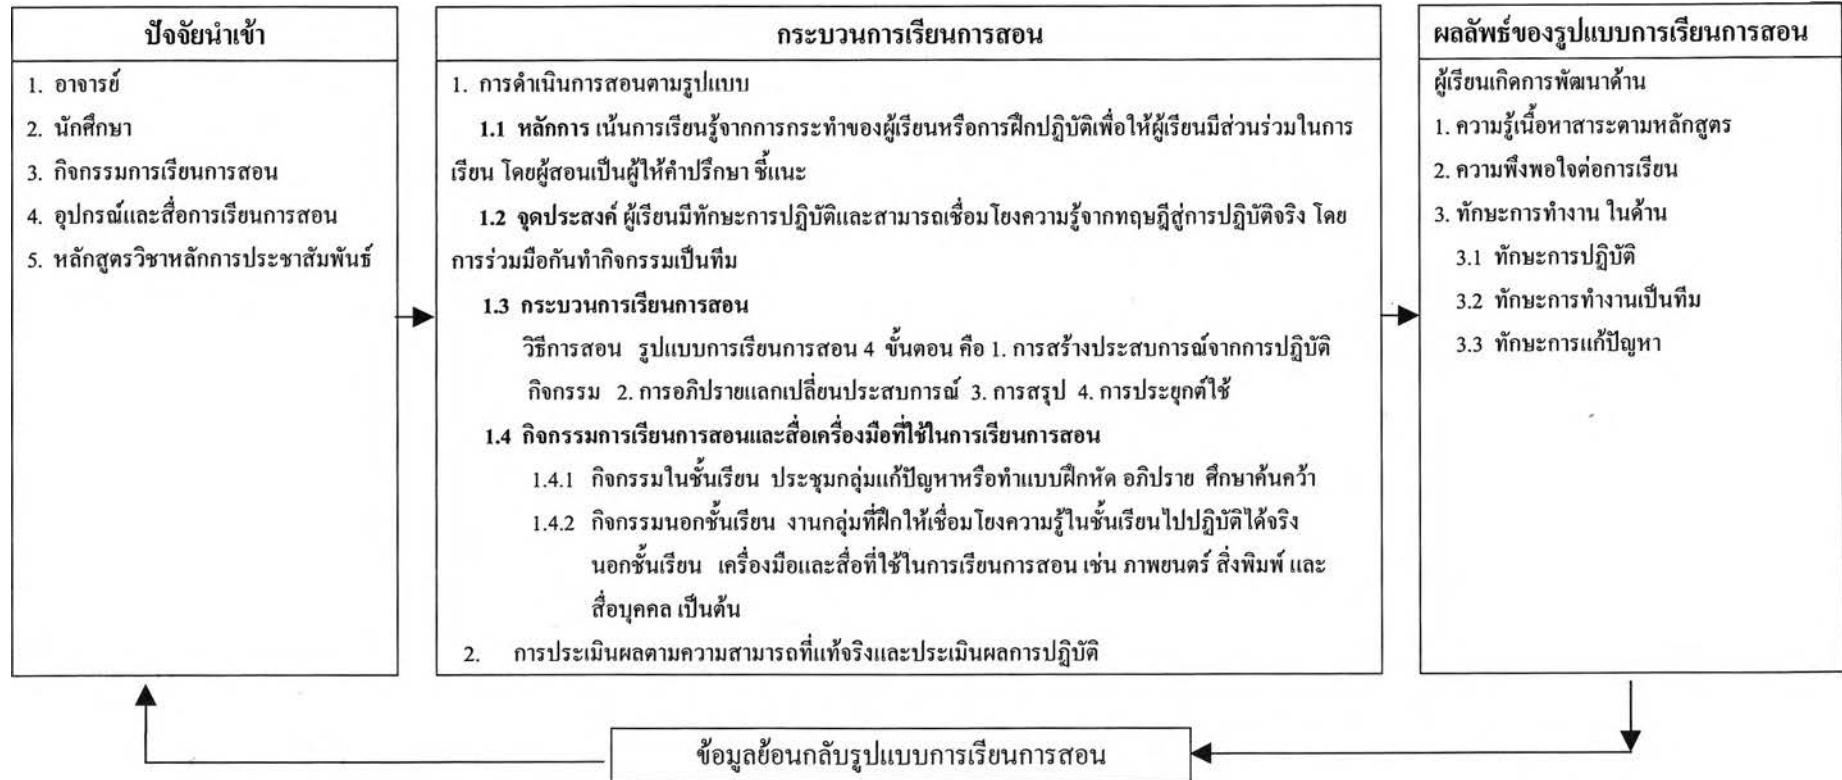 ปัจจัยนำเข้า
1. อาจารย์
2. นักศึกษา
3. กิจกรรมการเรียนการสอน
4. อุปกรณ์และสื่อการเรียนการสอน
5. หลักสูตรวิชาหลักการประชาสัมพันธ์
กระบวนการเรียนการสอน
1. การดำเนินการสอนตามรูปแบบ
1.1 หลักการ เน้นการเรียนรู้จากการกระทำของผู้เรียนหรือการฝึกปฏิบัติเพื่อให้ผู้เรียนมีส่วนร่วมในการ
เรียน โดยผู้สอนเป็นผู้ให้คำปรึกษา ชี้แนะ
1.2 จุดประสงค์ ผู้เรียนมีทักษะการปฏิบัติและสามารถเชื่อมโยงความรู้จากทฤษฎีสู่การปฏิบัติจริง โดย
การร่วมมือกันทำกิจกรรมเป็นทีม
1.3 กระบวนการเรียนการสอน
วิธีการสอน รูปแบบการเรียนการสอน 4 ขั้นตอน คือ 1. การสร้างประสบการณ์จากการปฏิบัติ
กิจกรรม 2. การอภิปรายแลกเปลี่ยนประสบการณ์ 3. การสรุป 4. การประยุกต์ใช้
1.4 กิจกรรมการเรียนการสอนและสื่อเครื่องมือที่ใช้ในการเรียนการสอน
1.4.1 กิจกรรมในชั้นเรียน ประชุมกลุ่มแก้ปัญหาหรือทำแบบฝึกหัด อภิปราย ศึกษาค้นคว้า
1.4.2 กิจกรรมนอกชั้นเรียน งานกลุ่มที่ฝึกให้เชื่อมโยงความรู้ในชั้นเรียนไปปฏิบัติได้จริง
นอกชั้นเรียน เครื่องมือและสื่อที่ใช้ในการเรียนการสอน เช่น ภาพยนตร์ สิ่งพิมพ์ และ
สื่อบุคคล เป็นต้น
2. การประเมินผลตามความสามารถที่แท้จริงและประเมินผลการปฏิบัติ
ผลลัพธ์ของรูปแบบการเรียนการสอน
ผู้เรียนเกิดการพัฒนาด้าน
1. ความรู้เนื้อหาสาระตามหลักสูตร
2. ความพึงพอใจต่อการเรียน
3. ทักษะการทำงาน ในด้าน
3.1 ทักษะการปฏิบัติ
3.2 ทักษะการทำงานเป็นทีม
3.3 ทักษะการแก้ปัญหา
ข้อมูลย้อนกลับรูปแบบการเรียนการสอน